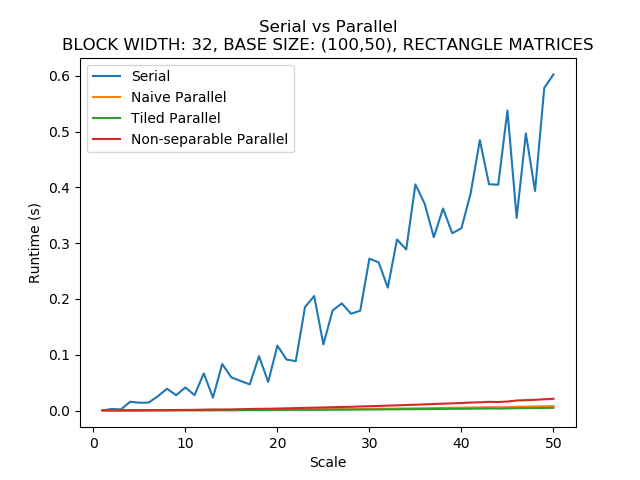 Serial vs Parallel
BLOCK WIDTH: 32, BASE SIZE: (100,50), RECTANGLE MATRICES
Serial
Naive Parallel
Tiled Parallel
Non-separable Parallel
Runtime (s)
0.6
0.5
0.4
0.3
0.2
0.1
0.0
0
10
20
30
40
50
Scale